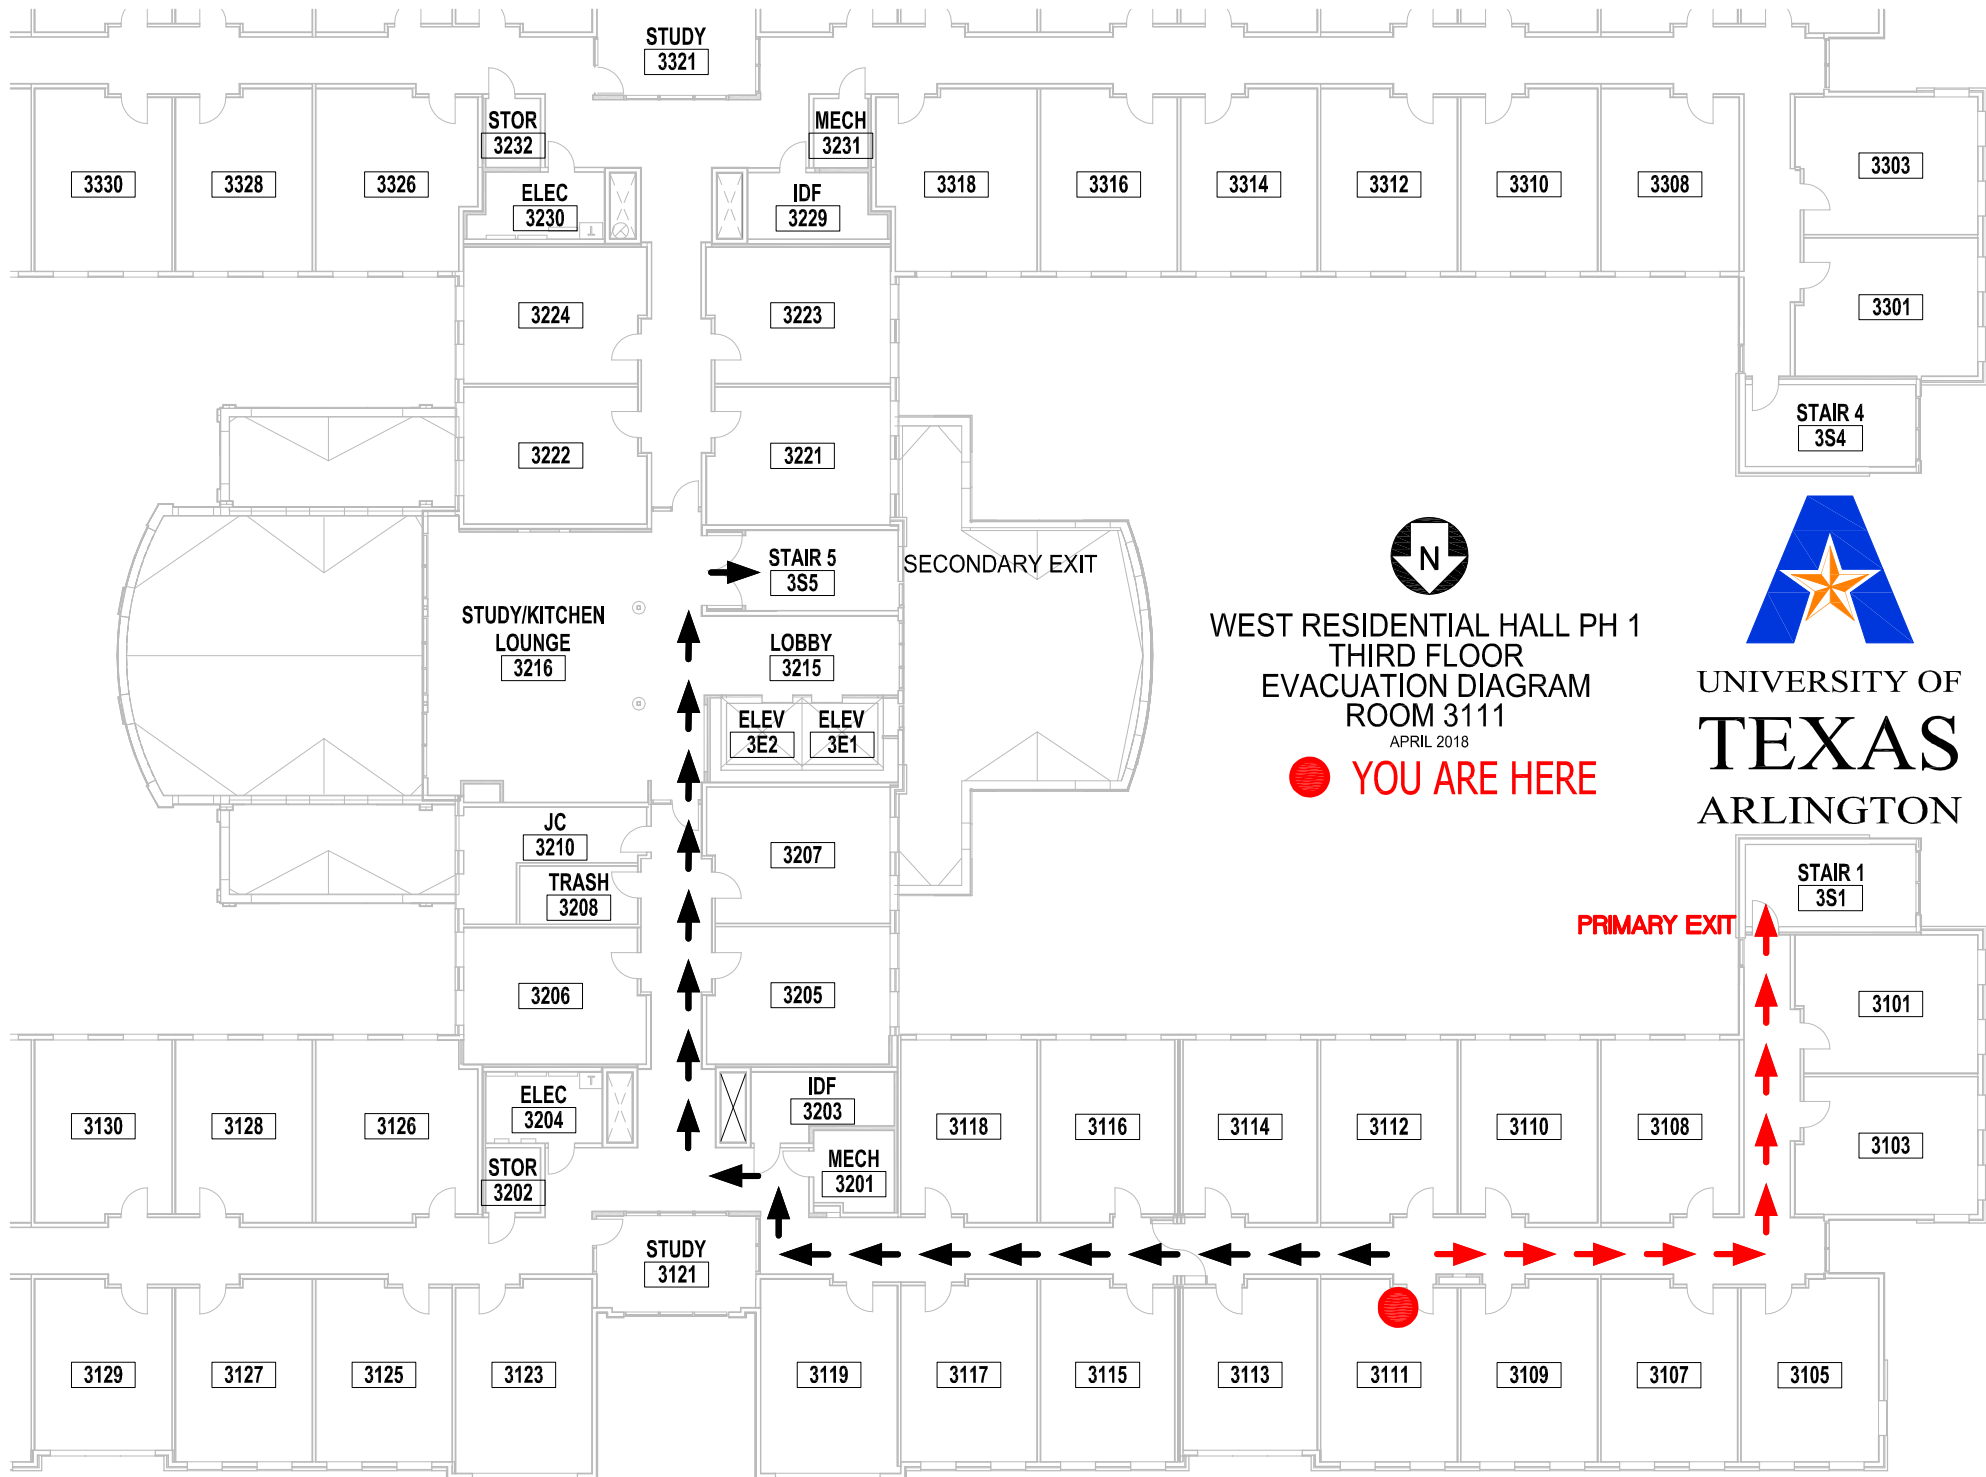 STUDY
3321
STOR
3232
MECH
3231
3330
3328
3326
ELEC
3230
IDF
3229
3318
3316
3314
3312
3310
3308
3303
3224
3223
3301
3222
3221
STAIR 4
3S4
STAIR 5
3S5
SECONDARY EXIT
N
STUDY/KITCHEN
LOUNGE
3216
LOBBY
3215
ELEV
3E2
ELEV
3E1
WEST RESIDENTIAL HALL PH 1
THIRD FLOOR
EVACUATION DIAGRAM
ROOM 3111
APRIL 2018
YOU ARE HERE
UNIVERSITY OF
TEXAS
ARLINGTON
JC
3210
TRASH
3208
3207
STAIR 1
3S1
PRIMARY EXIT
3206
3205
3101
ELEC
3204
T
IDF
3203
3130
3128
3126
3118
3116
3114
3112
3110
3108
3103
STOR
3202
MECH
3201
STUDY
3121
3129
3127
3125
3123
3119
3117
3115
3113
3111
3109
3107
3105